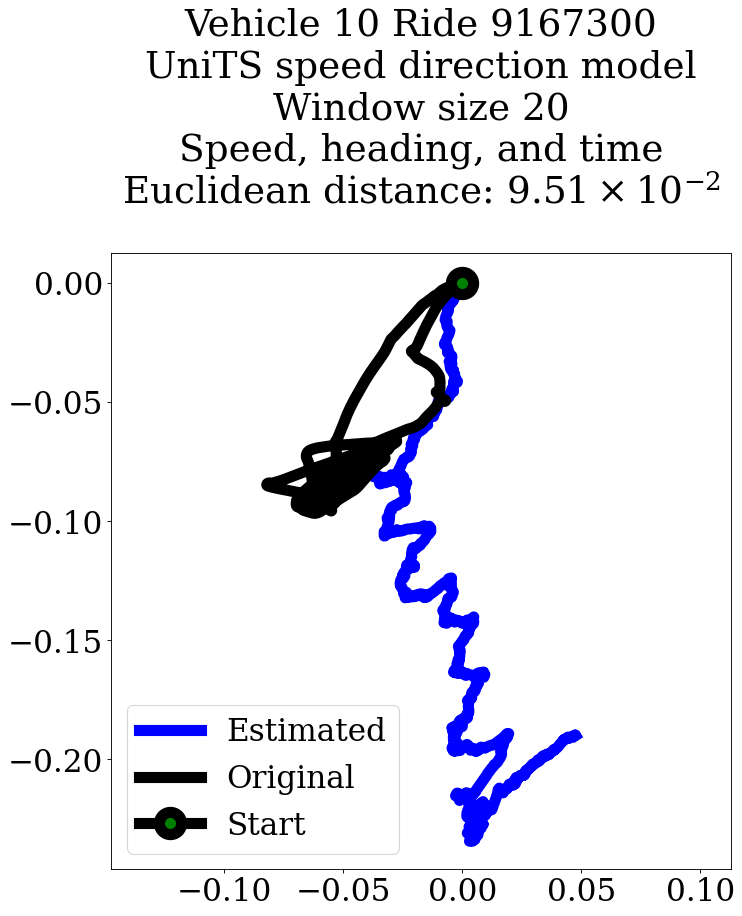 Vehicle 10 Ride 9167300
UniTS speed direction model
Window size 20
Speed, heading, and time
Euclidean distance: 9.51 × 10⁻²
0.00
−0.05
−0.10
−0.15
−0.20
Estimated
Original
Start
−0.10 −0.05 0.00 0.05 0.10